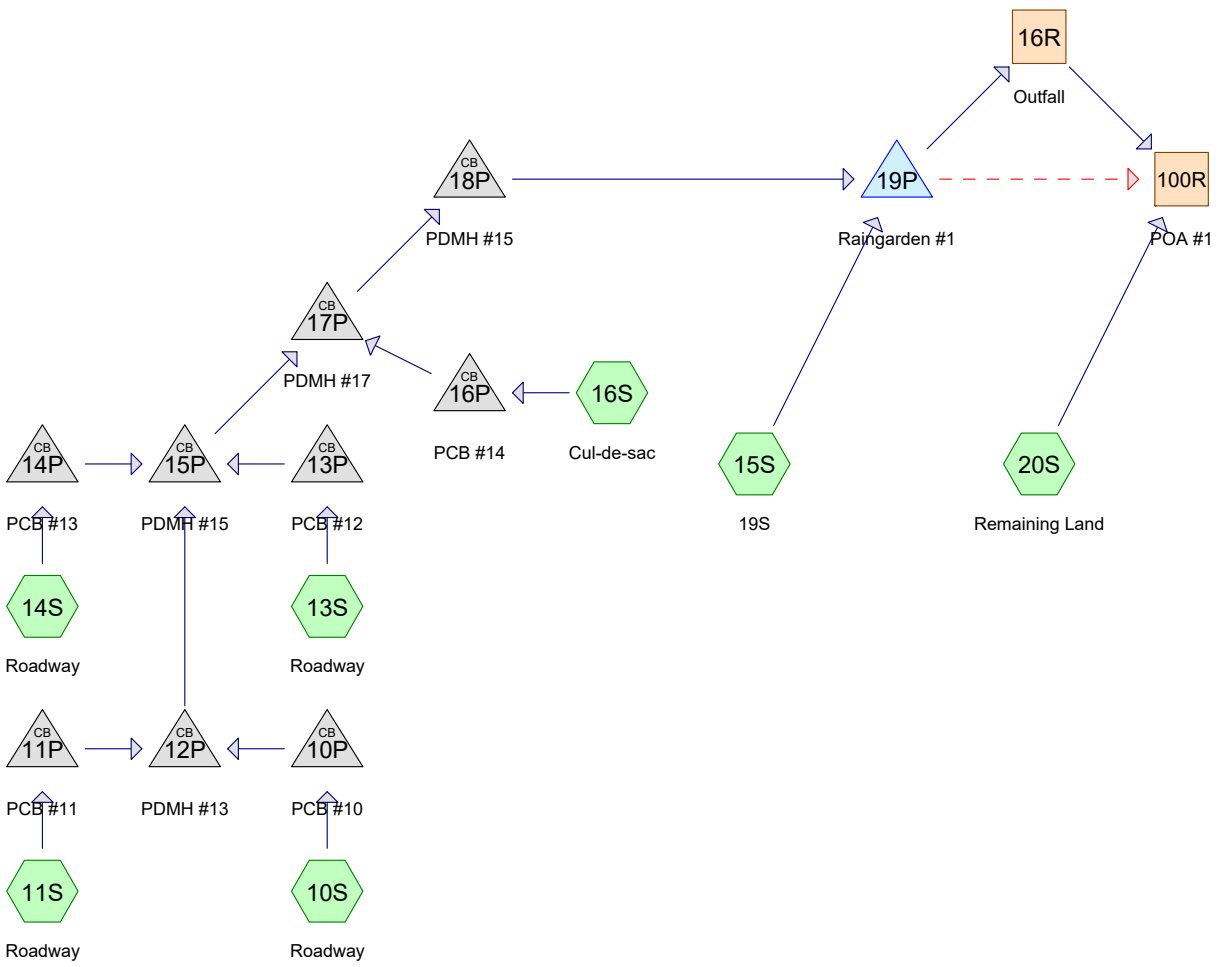 16R
Outfall
CB
18P
PDMH #15
19P
Raingarden #1
100R
POA #1
CB
17P
PDMH #17
CB
16P
PCB #14
16S
Cul-de-sac
CB
14P
PCB #13
CB
15P
PDMH #15
CB
13P
PCB #12
15S
19S
20S
Remaining Land
14S
Roadway
13S
Roadway
CB
11P
PCB #11
CB
12P
PDMH #13
CB
10P
PCB #10
11S
Roadway
10S
Roadway